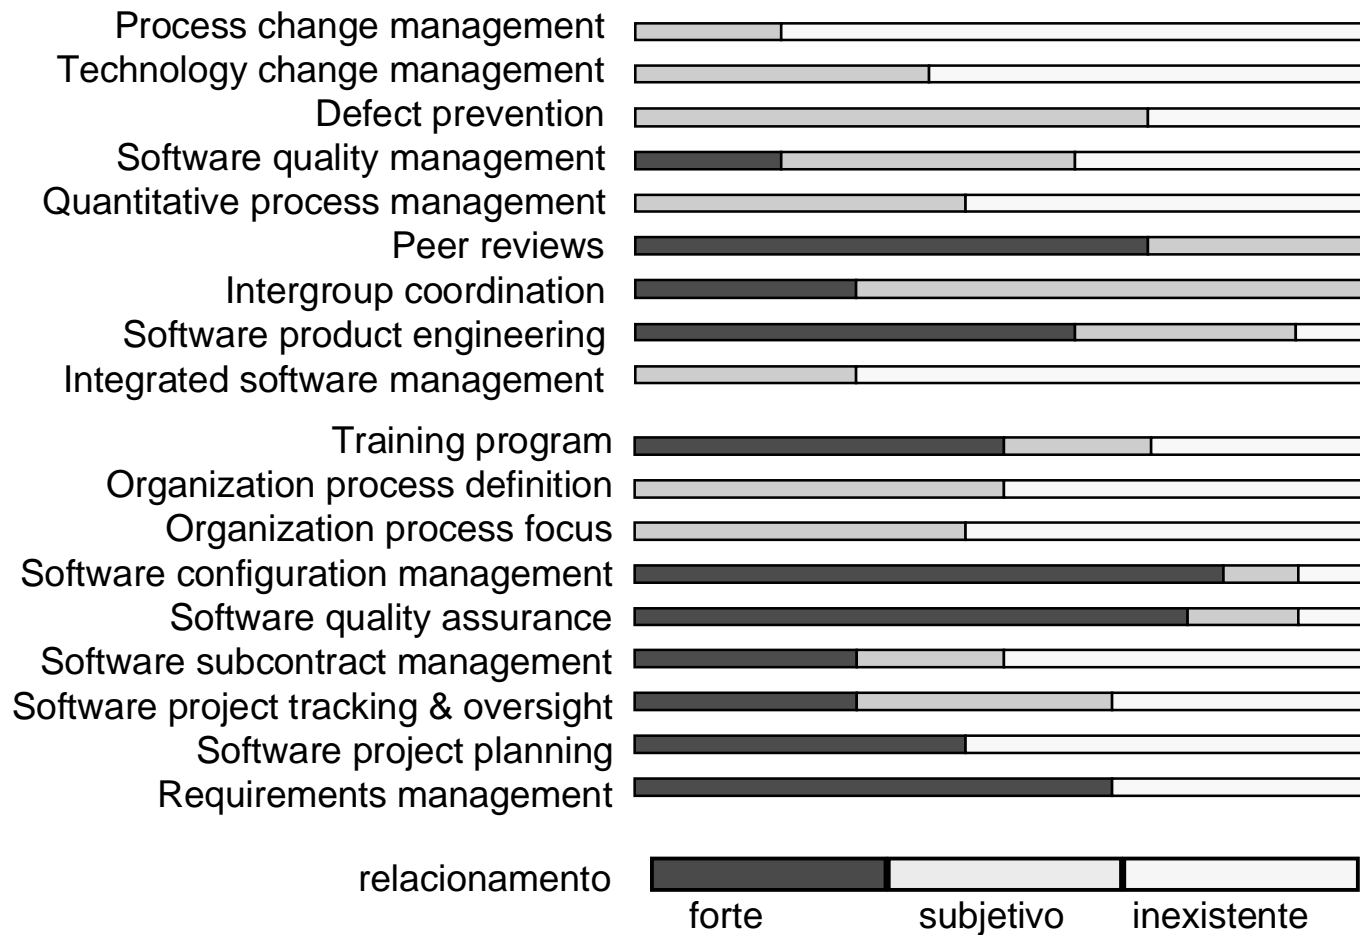 Process change management
Technology change management
Defect prevention
Software quality management
Quantitative process management
Peer reviews
Intergroup coordination
Software product engineering
Integrated software management
Training program
Organization process definition
Organization process focus
Software configuration management
Software quality assurance
Software subcontract management
Software project tracking & oversight
Software project planning
Requirements management
relacionamento
forte subjetivo inexistente